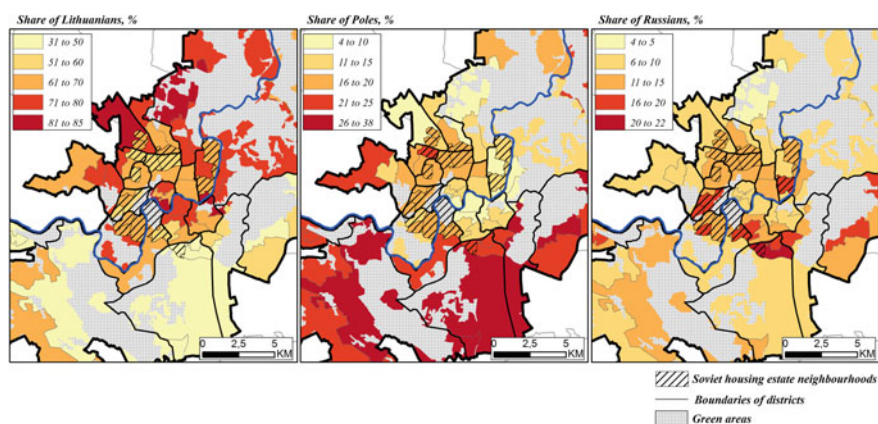 Share of Lithuanians, %
31 to 50
51 to 60
61 to 70
71 to 80
81 to 85
0 2,5 5
KM
Share of Poles, %
4 to 10
11 to 15
16 to 20
21 to 25
26 to 38
0 2,5 5
KM
Share of Russians, %
4 to 5
6 to 10
11 to 15
16 to 20
20 to 22
0 2,5 5
KM
Soviet housing estate neighbourhoods
Boundaries of districts
Green areas